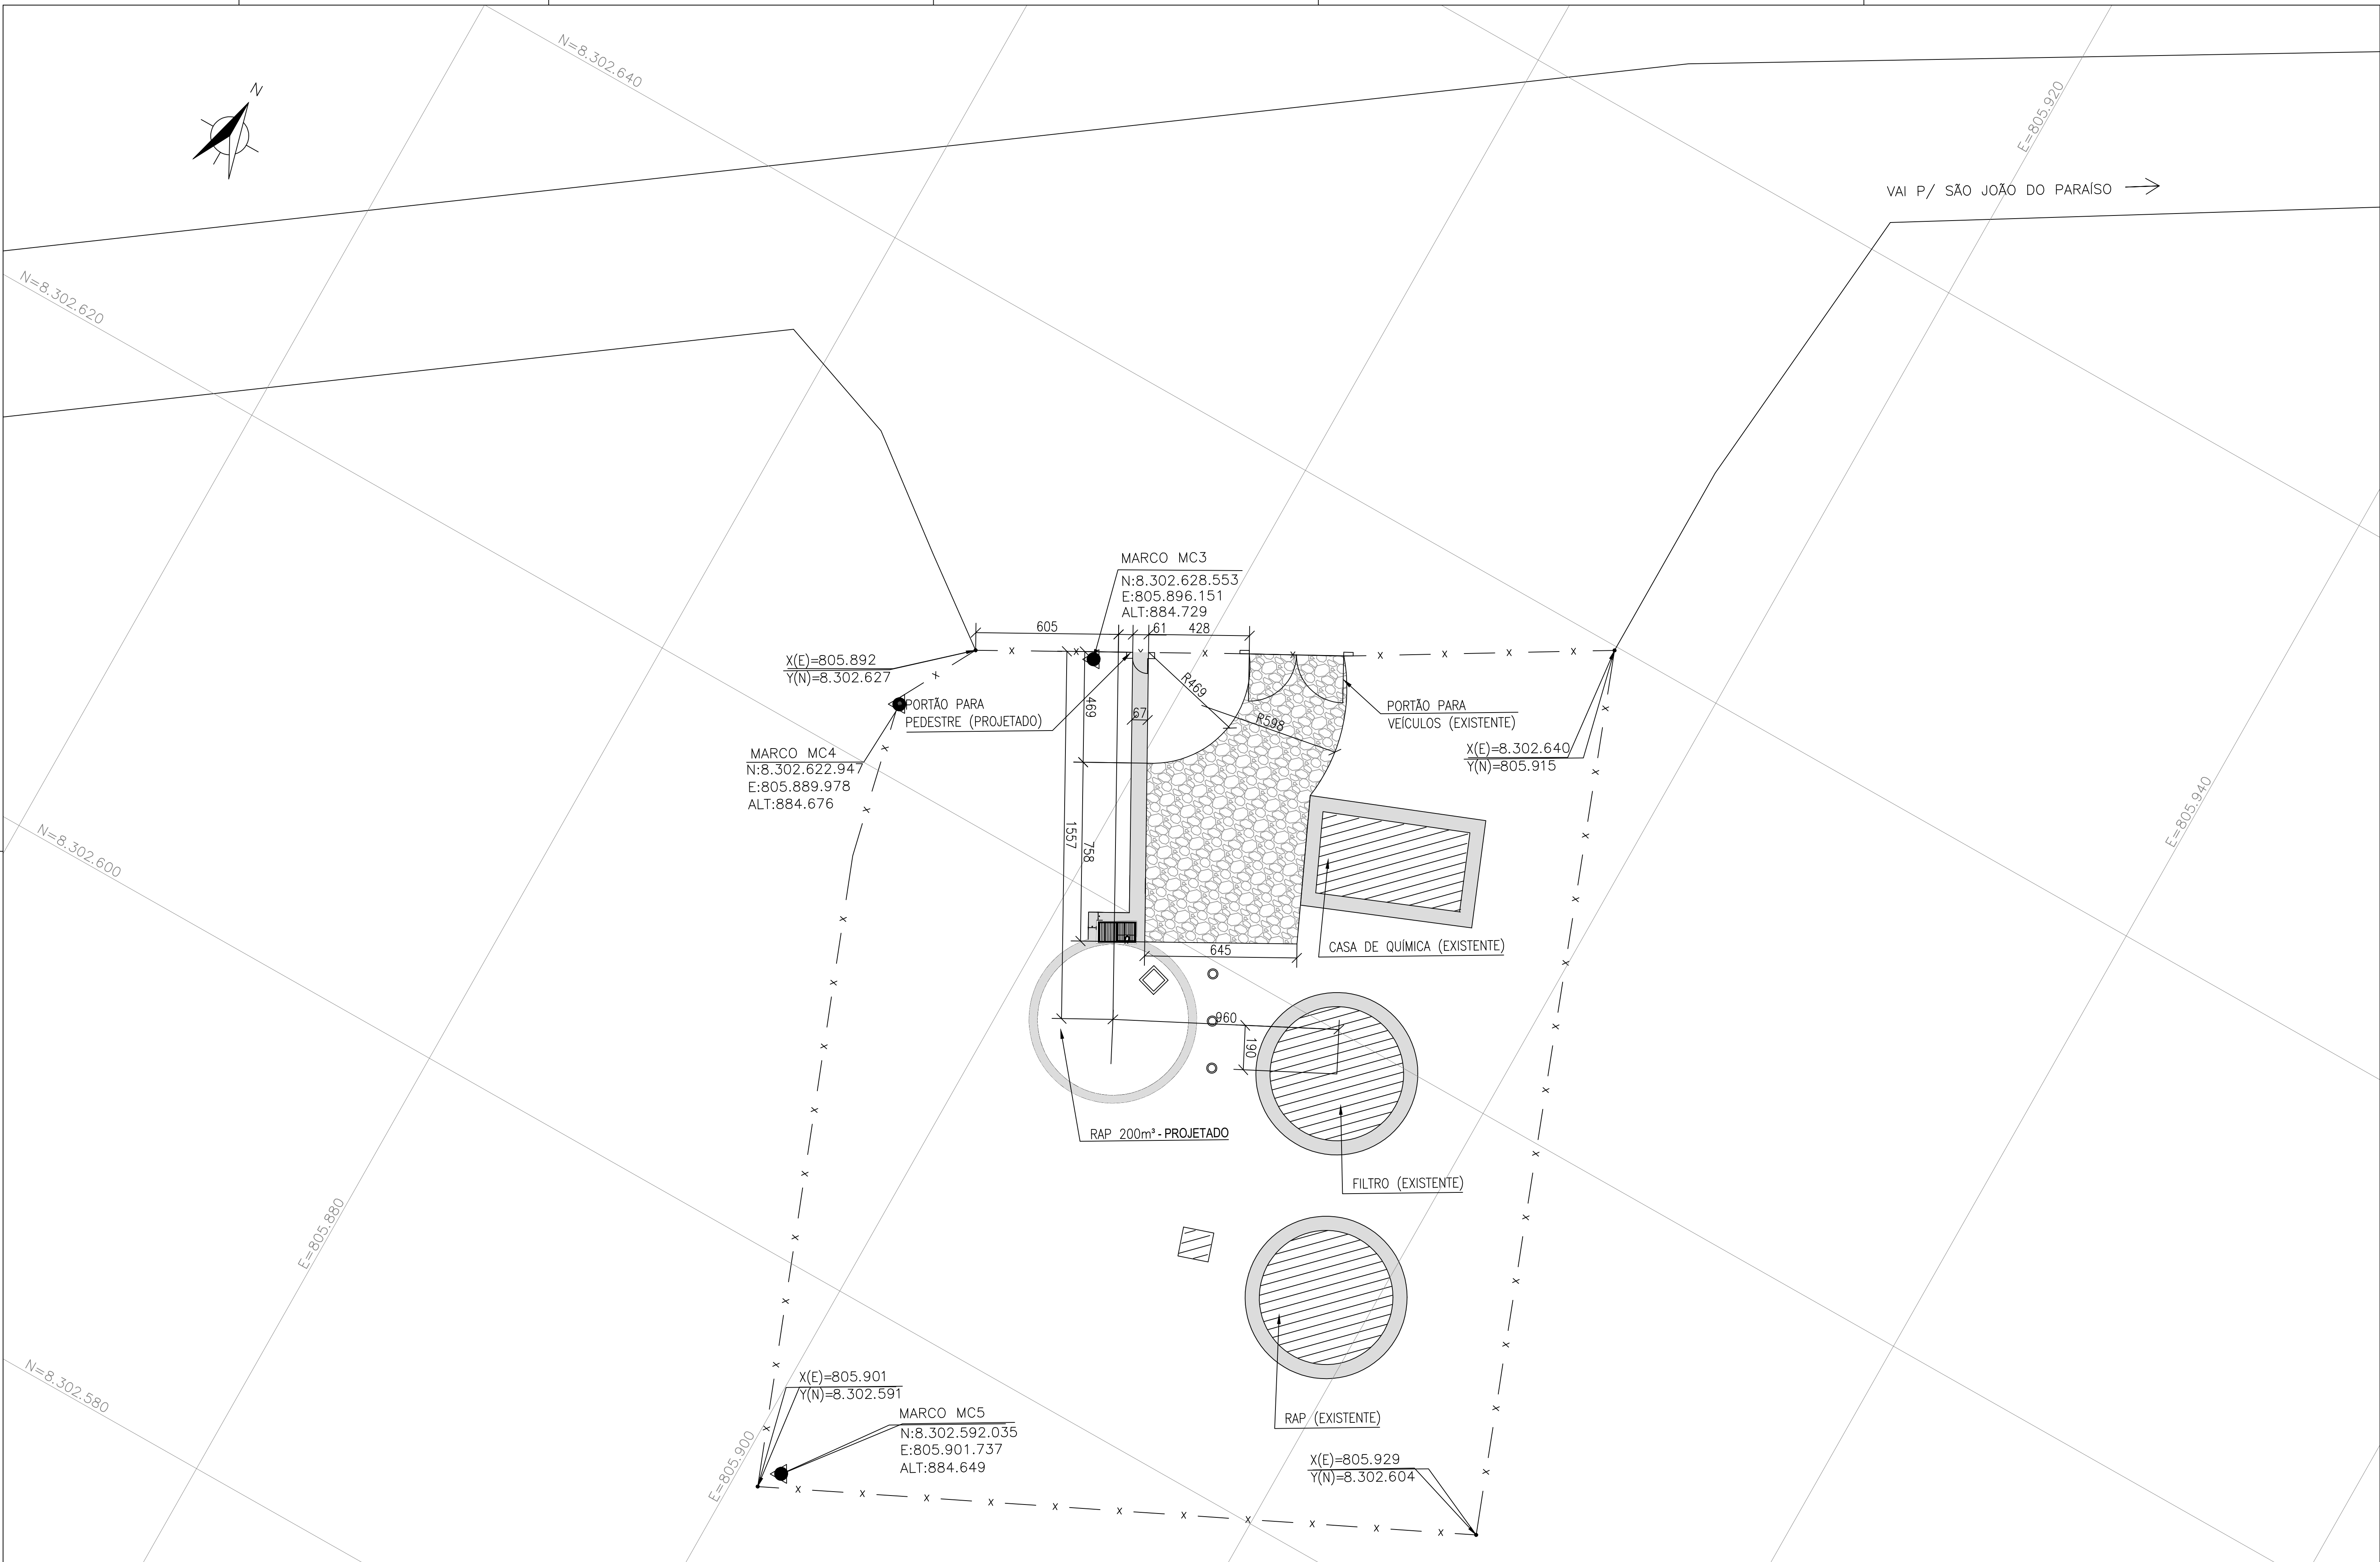 N=8.302.640
N
E=805.920
VAI P/ SÃO JOÃO DO PARAÍSO
N=8.302.620
MARCO MC3
N:8.302.628.553
E:805.896.151
ALT:884.729
605
61
428
X(E)=805.892
Y(N)=8.302.627
PORTÃO PARA
PEDESTRE (PROJETADO)
469
67
R469
R598
PORTÃO PARA
VEÍCULOS (EXISTENTE)
X(E)=8.302.640
Y(N)=805.915
MARCO MC4
N:8.302.622.947
E:805.889.978
ALT:884.676
E=805.940
N=8.302.600
1557
758
645
CASA DE QUÍMICA (EXISTENTE)
960
190
RAP 200m³ - PROJETADO
FILTRO (EXISTENTE)
E=805.880
N=8.302.580
X(E)=805.901
Y(N)=8.302.591
MARCO MC5
N:8.302.592.035
E:805.901.737
ALT:884.649
E=805.900
RAP (EXISTENTE)
X(E)=805.929
Y(N)=8.302.604